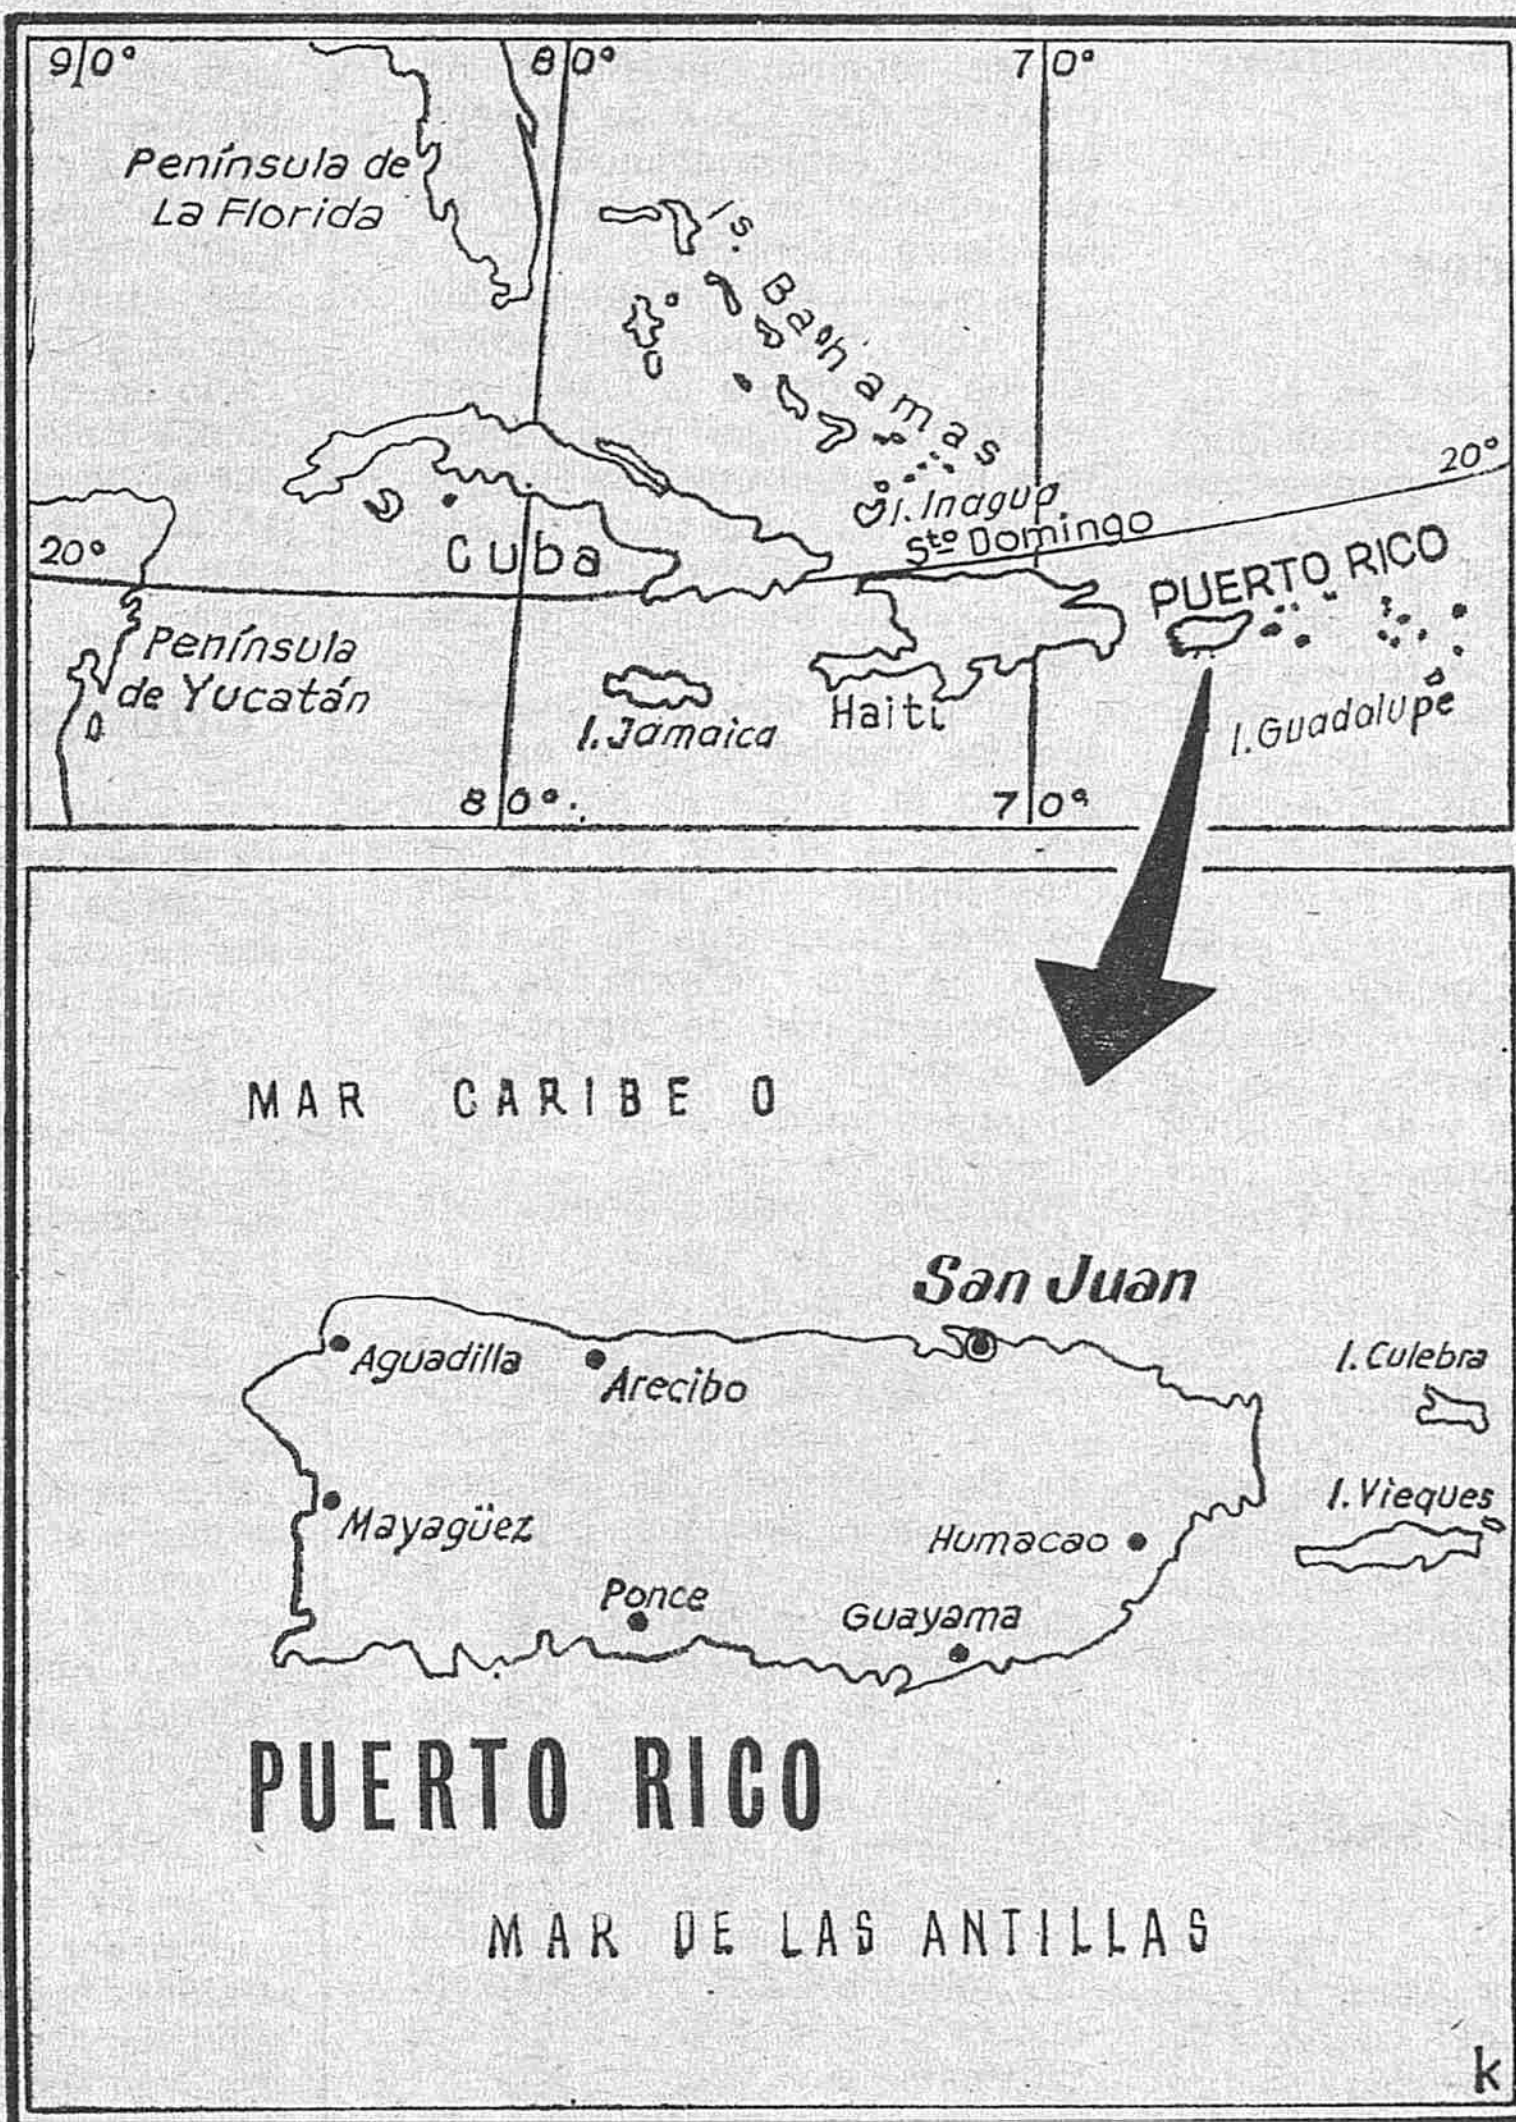 90°
80°
70°
Península de
La Florida
Is. Bahamas
20°
I. Inagua
Sto Domingo
Cuba
20°
PUERTO RICO
Península
de Yucatán
I. Jamaica
Haití
I. Guadalupe
80°
70°
MAR CARIBE O
San Juan
Aguadilla
Arecibo
I. Culebra
Mayagüez
I. Vieques
Humacao
Ponce
Guayama
PUERTO RICO
MAR DE LAS ANTILLAS
k